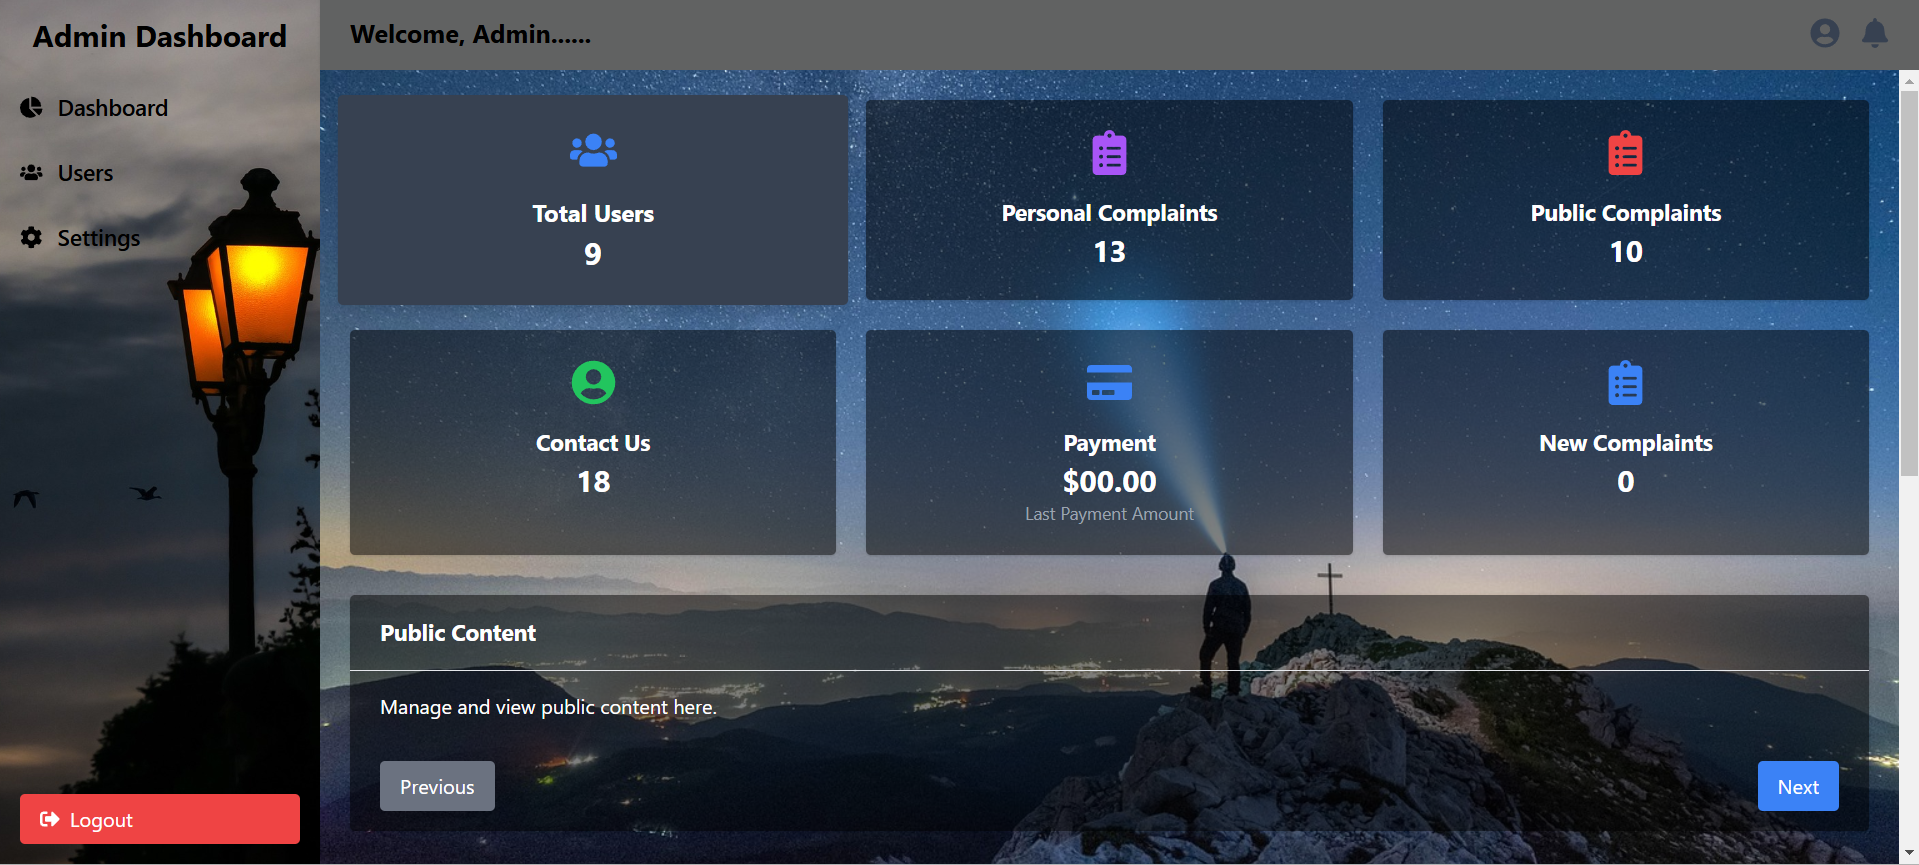 Admin Dashboard
Dashboard
Users
Settings
Logout
Welcome, Admin......
Total Users
9
Personal Complaints
13
Public Complaints
10
Contact Us
18
Payment
$00.00
Last Payment Amount
New Complaints
0
Public Content
Manage and view public content here.
Previous
Next